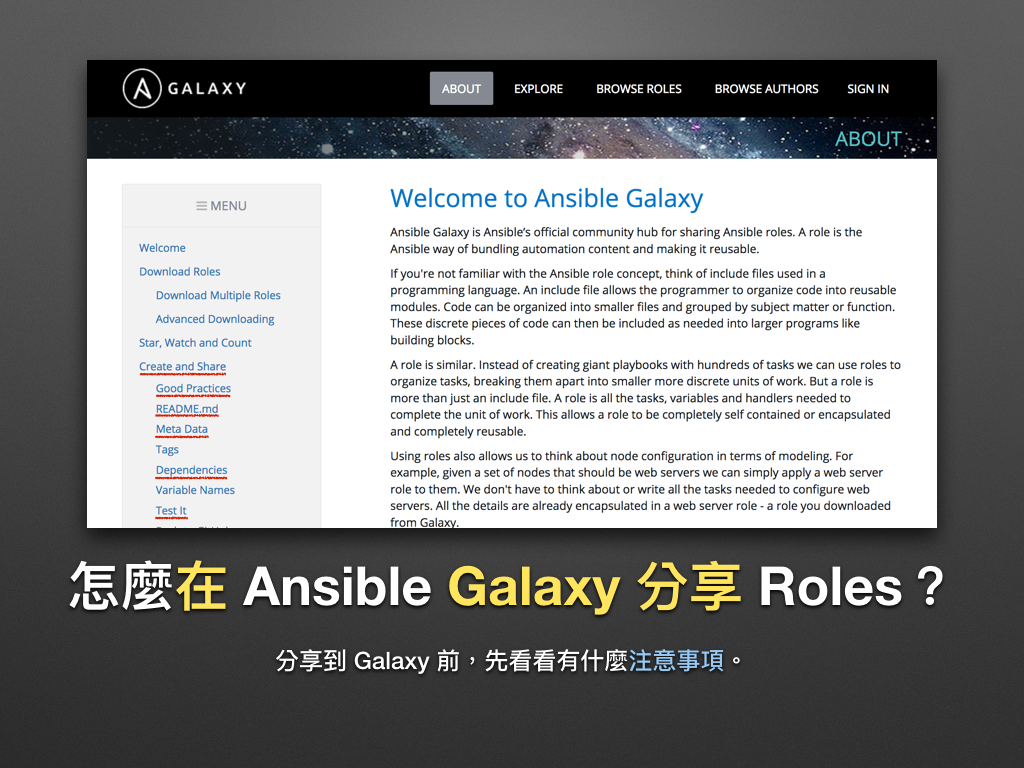 GALAXY
ABOUT
EXPLORE
BROWSE ROLES
BROWSE AUTHORS
SIGN IN
ABOUT
MENU
Welcome
Download Roles
Download Multiple Roles
Advanced Downloading
Star, Watch and Count
Create and Share
Good Practices
README.md
Meta Data
Tags
Dependencies
Variable Names
Test It
Welcome to Ansible Galaxy
Ansible Galaxy is Ansible’s official community hub for sharing Ansible roles. A role is the
Ansible way of bundling automation content and making it reusable.
If you're not familiar with the Ansible role concept, think of include files used in a
programming language. An include file allows the programmer to organize code into reusable
modules. Code can be organized into smaller files and grouped by subject matter or function.
These discrete pieces of code can then be included as needed into larger programs like
building blocks.
A role is similar. Instead of creating giant playbooks with hundreds of tasks we can use roles to
organize tasks, breaking them apart into smaller more discrete units of work. But a role is
more than just an include file. A role is all the tasks, variables and handlers needed to
complete the unit of work. This allows a role to be completely self contained or encapsulated
and completely reusable.
Using roles also allows us to think about node configuration in terms of modeling. For
example, given a set of nodes that should be web servers we can simply apply a web server
role to them. We don't have to think about or write all the tasks needed to configure web
servers. All the details are already encapsulated in a web server role - a role you downloaded
from Galaxy.
怎麼在 Ansible Galaxy 分享 Roles？
分享到 Galaxy 前，先看看有什麼注意事項。